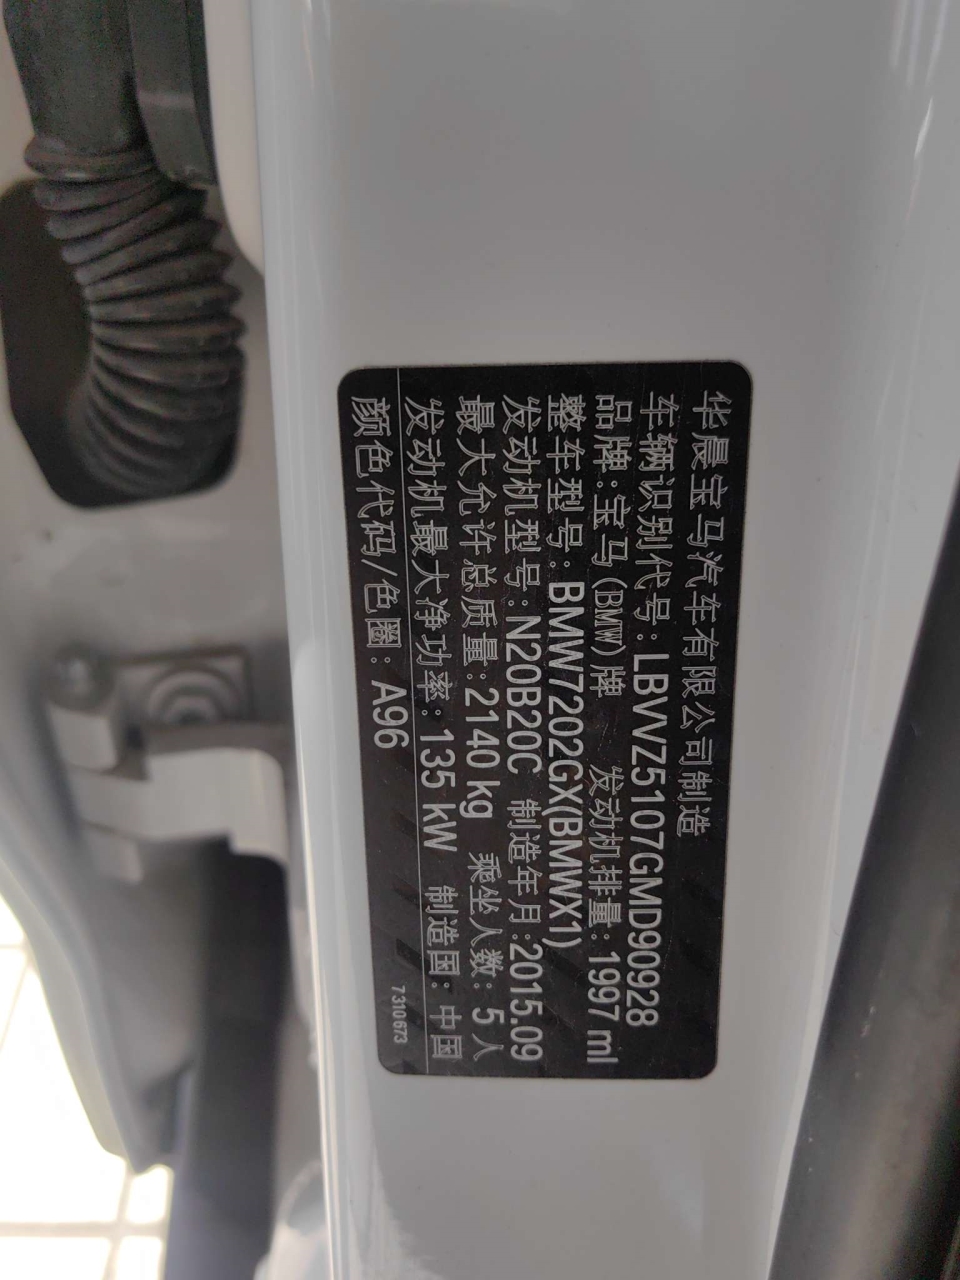 华晨宝马汽车有限公司制造
车辆识别代号:LBVVZ5107GMD90928
品牌:宝马(BMW)牌 发动机排量:1997 ml
整车型号:BMW7202GX(BMWX1)
发动机型号:N20B20C 制造年月:2015.09
最大允许总质量:2140 kg 乘坐人数:5人
发动机最大净功率:135 kW 制造国:中国
颜色代码/色圈:A96 7310673